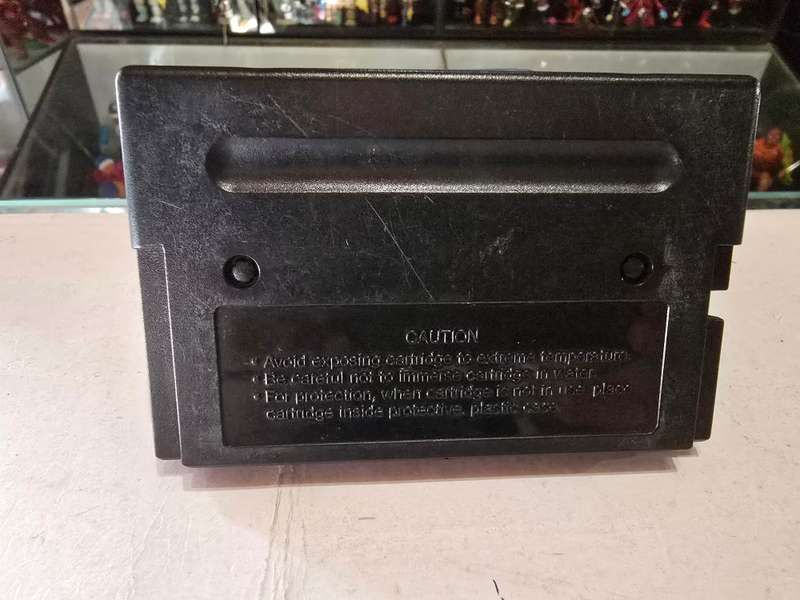 CAUTION
• Avoid exposing cartridge to extreme temperature.
• Be careful not to immerse cartridge in water.
• For protection, when cartridge is not in use, place
cartridge inside protective, plastic case.